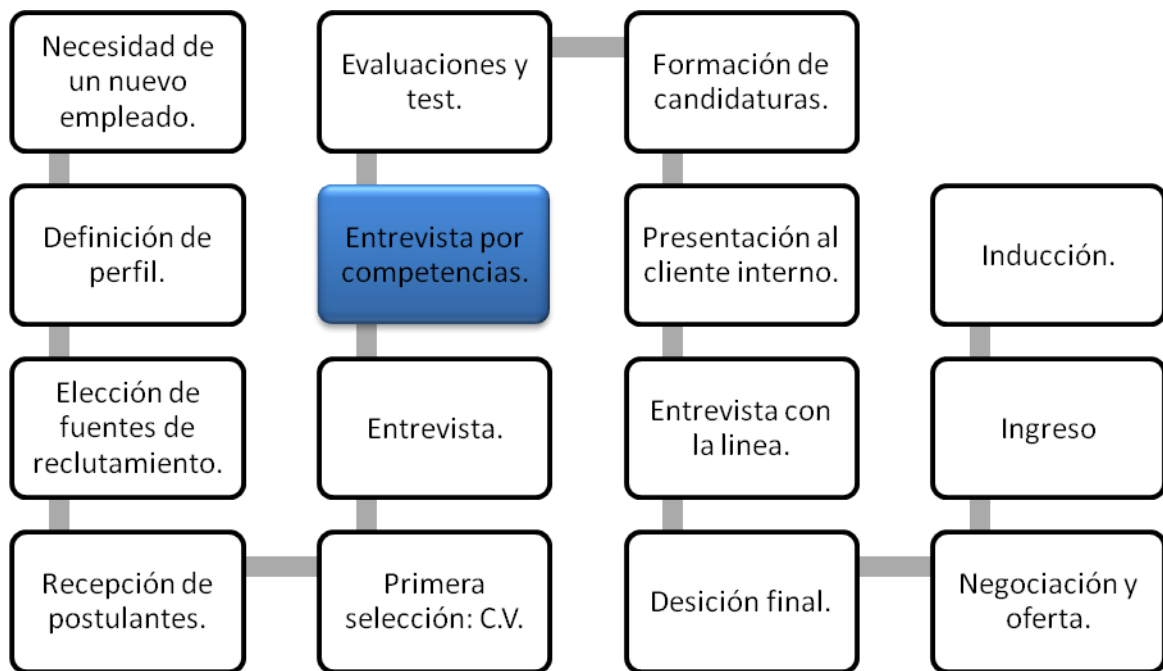 Necesidad de
un nuevo
empleado.
Definición de
perfil.
Elección de
fuentes de
reclutamiento.
Recepción de
postulantes.
Primera
selección: C.V.
Entrevista.
Entrevista por
competencias.
Evaluaciones y
test.
Formación de
candidaturas.
Presentación al
cliente interno.
Entrevista con
la linea.
Desición final.
Negociación y
oferta.
Ingreso
Inducción.